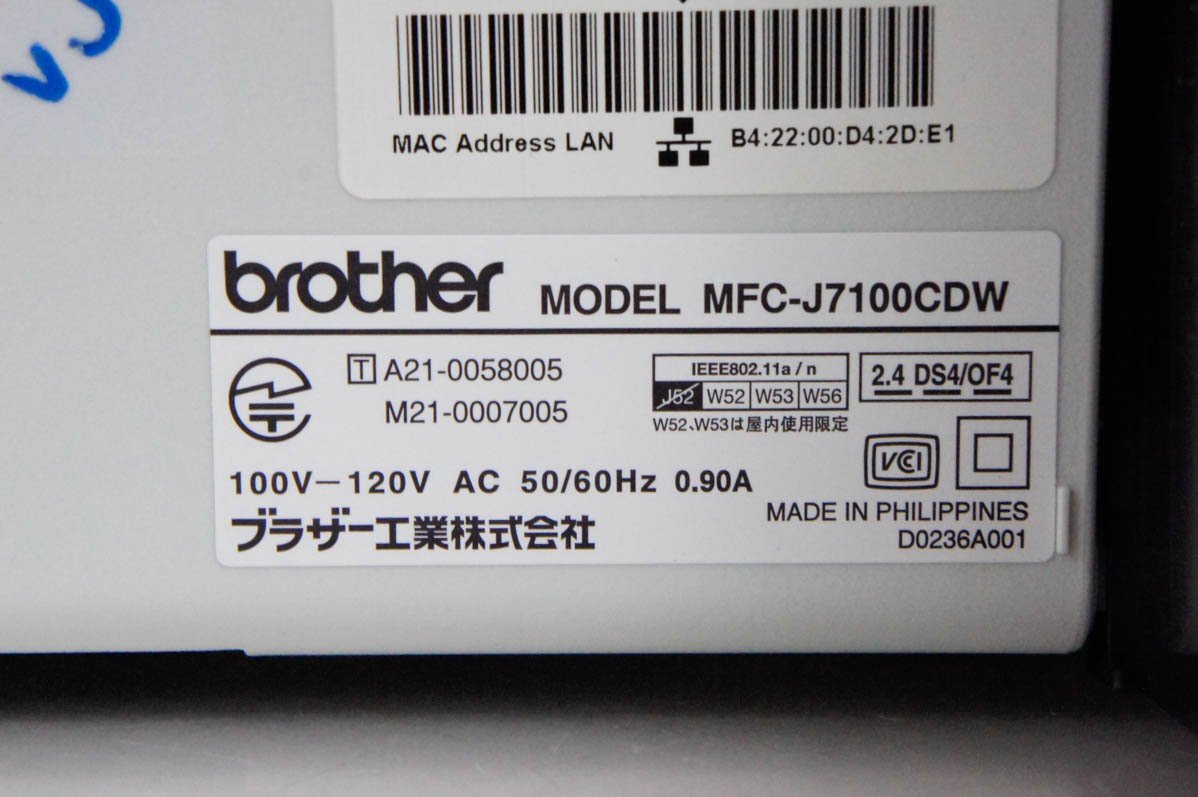 MAC Address LAN B4:22:00:D4:2D:E1
brother MODEL MFC-J7100CDW
T A21-0058005
M21-0007005
IEEE802.11a / n
J52 W52 W53 W56
W52、W53は屋内使用限定
2.4 DS4/OF4
VCI
100V－120V AC 50/60Hz 0.90A
ブラザー工業株式会社
MADE IN PHILIPPINES
D0236A001